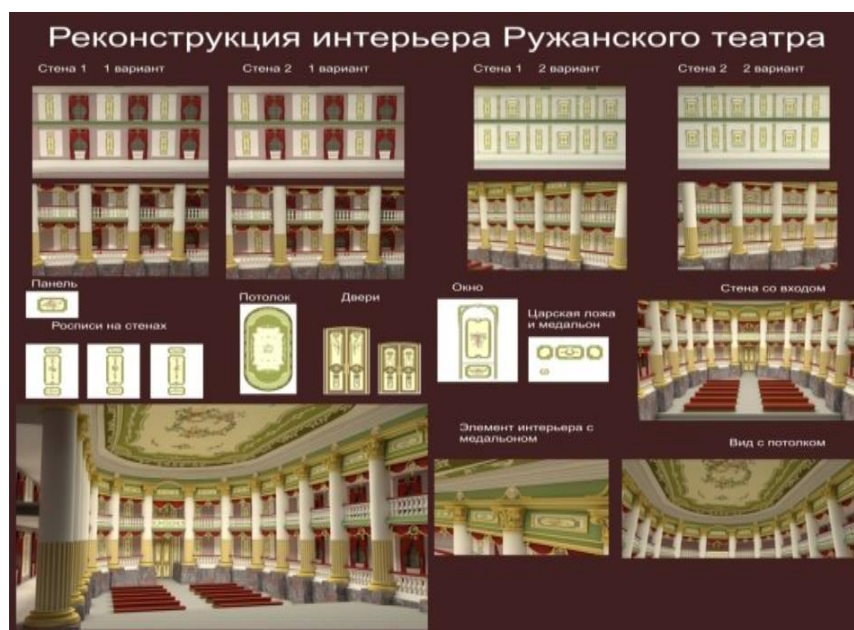 Реконструкция интерьера Ружанского театра
Стена 1 1 вариант
Стена 2 1 вариант
Стена 1 2 вариант
Стена 2 2 вариант
Панель
Росписи на стенах
Потолок
Двери
Окно
Царская ложа
и медальон
Стена со входом
Элемент интерьера с
медальоном
Вид с потолком